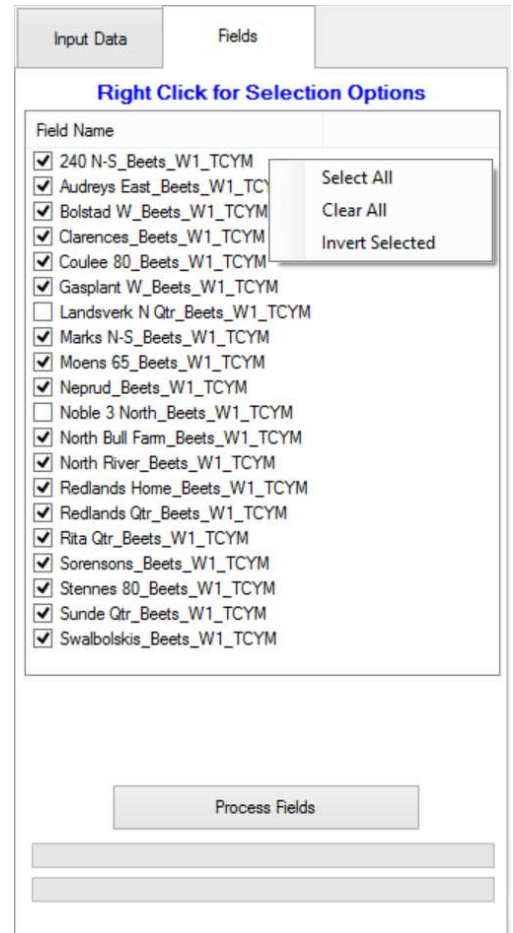 Input Data
Fields
Right Click for Selection Options
Field Name
240 N-S_Beets_W1_TCYM
Audreys East_Beets_W1_TCY
Bolstad W_Beets_W1_TCYM
Clarences_Beets_W1_TCYM
Coulee 80_Beets_W1_TCYM
Gasplant W_Beets_W1_TCYM
Landsverk N Qtr_Beets_W1_TCYM
Marks N-S_Beets_W1_TCYM
Moens 65_Beets_W1_TCYM
Neprud_Beets_W1_TCYM
Noble 3 North_Beets_W1_TCYM
North Bull Farm_Beets_W1_TCYM
North River_Beets_W1_TCYM
Redlands Home_Beets_W1_TCYM
Redlands Qtr_Beets_W1_TCYM
Rita Qtr_Beets_W1_TCYM
Sorensons_Beets_W1_TCYM
Stennes 80_Beets_W1_TCYM
Sunde Qtr_Beets_W1_TCYM
Swalbolskis_Beets_W1_TCYM
Select All
Clear All
Invert Selected
Process Fields